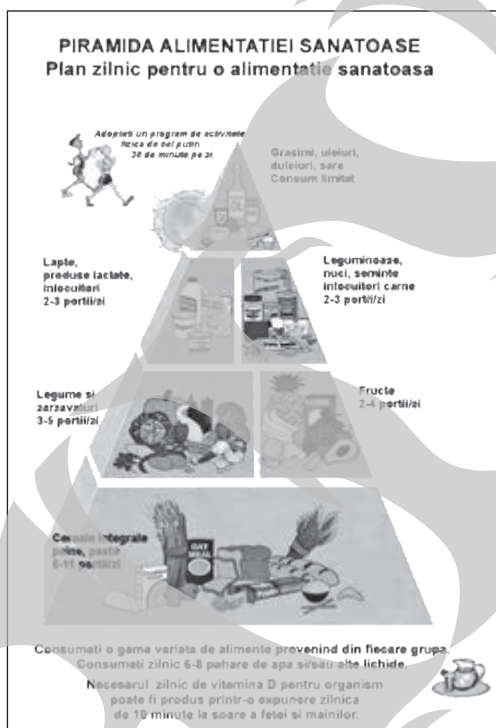 PIRAMIDA ALIMENTATIEI SANATOASE
Plan zilnic pentru o alimentatie sanatoasa
Adoptati un program de activitate
fizica de cel putin
30 de minute pe zi
Grasimi, uleiuri,
dulciuri, sare
Consum limitat
Lapte,
produse lactate,
inlocuitori
2-3 portii/zi
Leguminoase,
nuci, seminte
inlocuitori carne
2-3 portii/zi
Legume si
zarzavaturi
3-5 portii/zi
Fructe
2-4 portii/zi
Cereale integrale
paine, paste
6-11 portii/zi
OAT
MEAL
Consumati o gama variata de alimente provenind din fiecare grupa.
Consumati zilnic 6-8 pahare de apa si/sau alte lichide.
Necesarul zilnic de vitamina D pentru organism
poate fi produs printr-o expunere zilnica
de 10 minute la soare a fetei si mainilor.